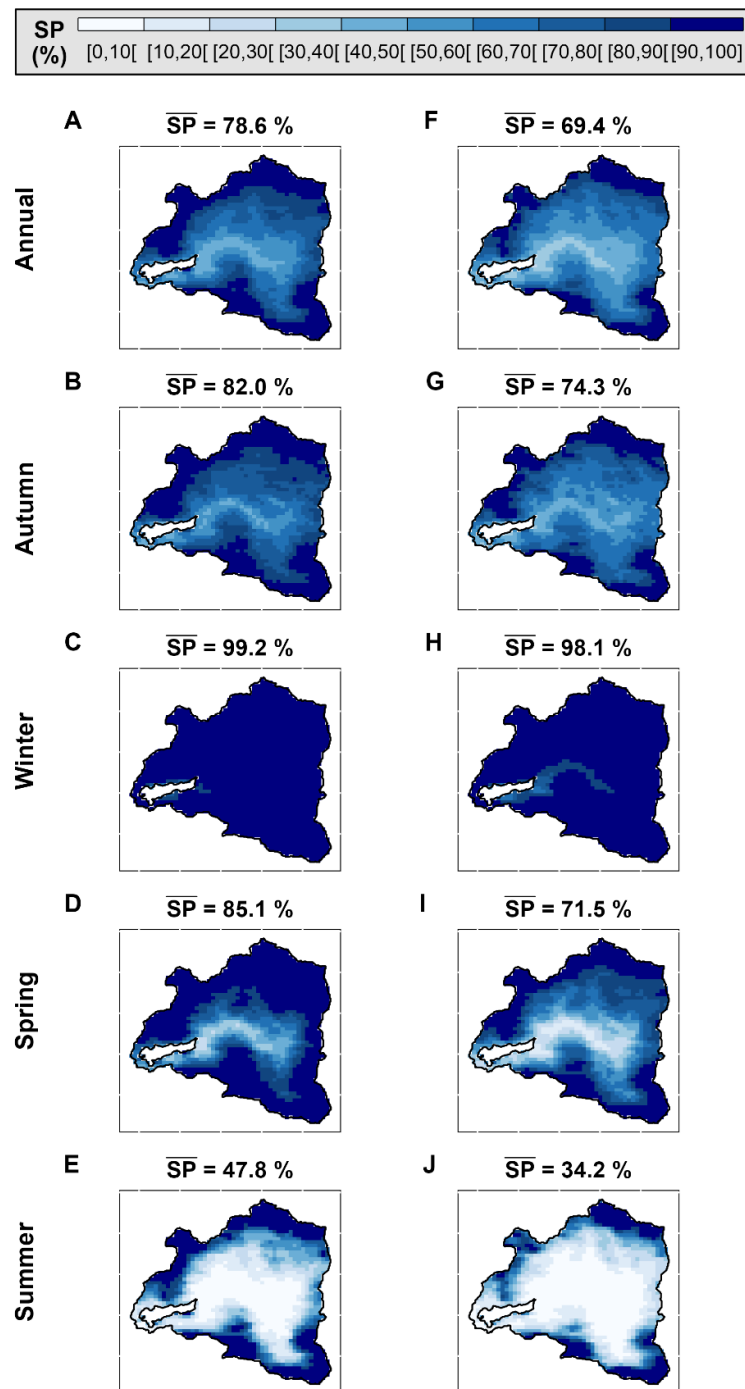 SP
(%)
[0,10[ [10,20[ [20,30[ [30,40[ [40,50[ [50,60[ [60,70[ [70,80[ [80,90[ [90,100]
A SP = 78.6 % F SP = 69.4 %
Annual
B SP = 82.0 % G SP = 74.3 %
Autumn
C SP = 99.2 % H SP = 98.1 %
Winter
D SP = 85.1 % I SP = 71.5 %
Spring
E SP = 47.8 % J SP = 34.2 %
Summer